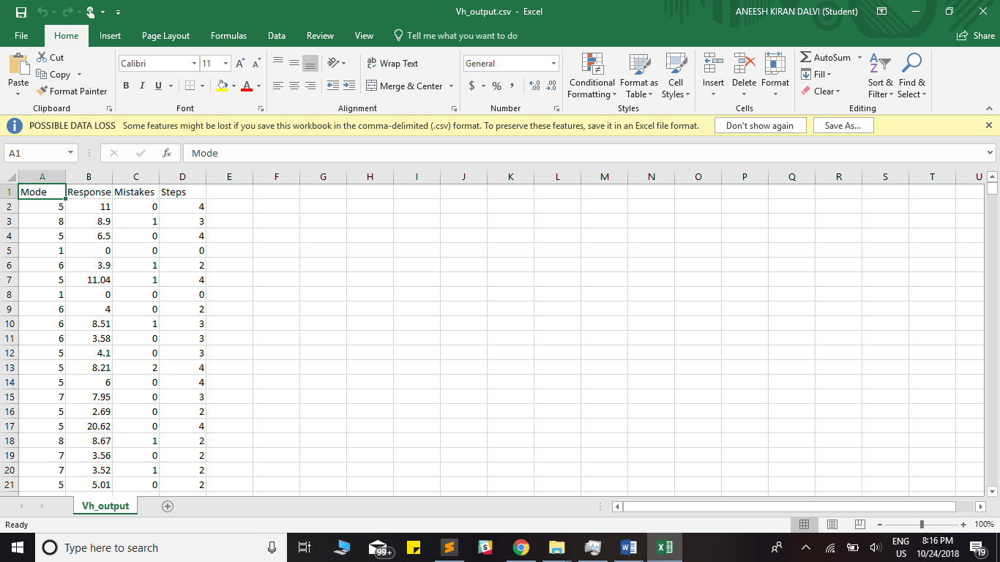 Vh_output.csv - Excel
ANEESH KIRAN DALVI (Student)
File Home Insert Page Layout Formulas Data Review View Tell me what you want to do Share
Paste
Cut
Copy
Format Painter
Clipboard
Calibri 11 A A
B I U A
Font
ab Wrap Text
Merge & Center
Alignment
General
$ % , .00 .0
Number
Conditional Formatting
Format as Table
Cell Styles
Styles
Insert Delete Format
Cells
AutoSum
Fill
Clear
Sort & Filter
Find & Select
Editing
POSSIBLE DATA LOSS Some features might be lost if you save this workbook in the comma-delimited (.csv) format. To preserve these features, save it in an Excel file format. Don't show again Save As...
A1 fx Mode
A B C D E F G H I J K L M N O P Q R S T U
1 Mode Response Mistakes Steps
2 5 11 0 4
3 8 8.9 1 3
4 5 6.5 0 4
5 1 0 0 0
6 6 3.9 1 2
7 5 11.04 1 4
8 1 0 0 0
9 6 4 0 2
10 6 8.51 1 3
11 6 3.58 0 3
12 5 4.1 0 3
13 5 8.21 2 4
14 5 6 0 4
15 7 7.95 0 3
16 5 2.69 0 2
17 5 20.62 0 4
18 8 8.67 1 2
19 7 3.56 0 2
20 7 3.52 1 2
21 5 5.01 0 2
Vh_output
Ready
100%
Type here to search
99+
ENG
US
8:16 PM
10/24/2018
19